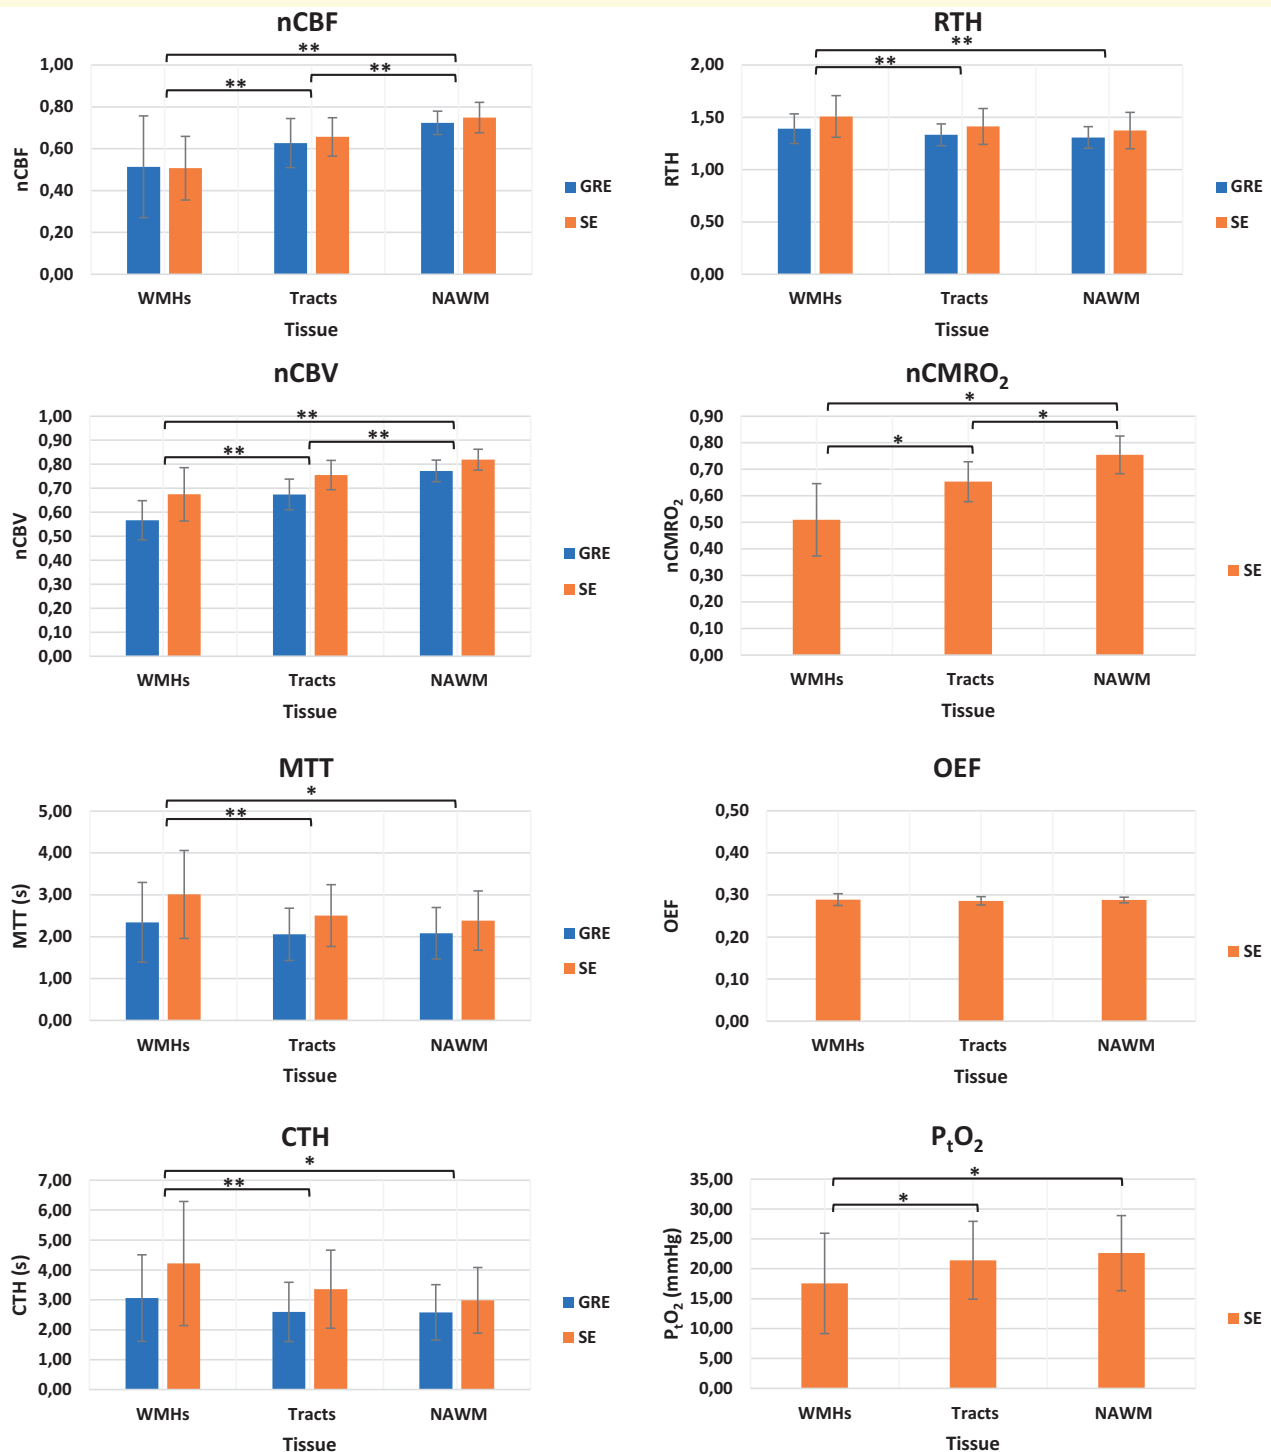 nCBF
**
**
**
1,00
0,80
0,60
0,40
0,20
0,00
nCBF
WMHs Tracts NAWM
Tissue
GRE
SE
RTH
**
**
2,00
1,50
1,00
0,50
0,00
RTH
WMHs Tracts NAWM
Tissue
GRE
SE
nCBV
**
**
**
1,00
0,90
0,80
0,70
0,60
0,50
0,40
0,30
0,20
0,10
0,00
nCBV
WMHs Tracts NAWM
Tissue
GRE
SE
nCMRO₂
*
*
*
0,90
0,80
0,70
0,60
0,50
0,40
0,30
0,20
0,10
0,00
nCMRO₂
WMHs Tracts NAWM
Tissue
SE
MTT
*
**
5,00
4,00
3,00
2,00
1,00
0,00
MTT (s)
WMHs Tracts NAWM
Tissue
GRE
SE
OEF
0,50
0,40
0,30
0,20
0,10
0,00
OEF
WMHs Tracts NAWM
Tissue
SE
CTH
*
**
7,00
6,00
5,00
4,00
3,00
2,00
1,00
0,00
CTH (s)
WMHs Tracts NAWM
Tissue
GRE
SE
PₜO₂
*
*
35,00
30,00
25,00
20,00
15,00
10,00
5,00
0,00
PₜO₂ (mmHg)
WMHs Tracts NAWM
Tissue
SE